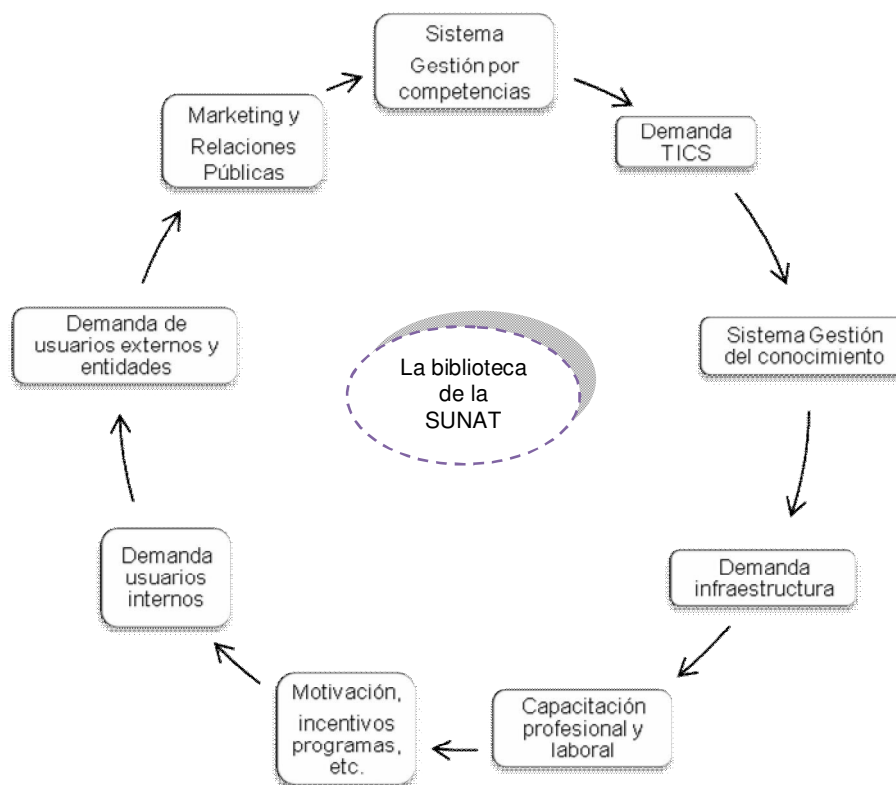 Sistema
Gestión por
competencias
Demanda
TICS
Sistema Gestión
del conocimiento
Demanda
infraestructura
Capacitación
profesional y
laboral
Motivación,
incentivos
programas,
etc.
Demanda
usuarios
internos
Demanda de
usuarios externos y
entidades
Marketing y
Relaciones
Públicas
La biblioteca
de la
SUNAT